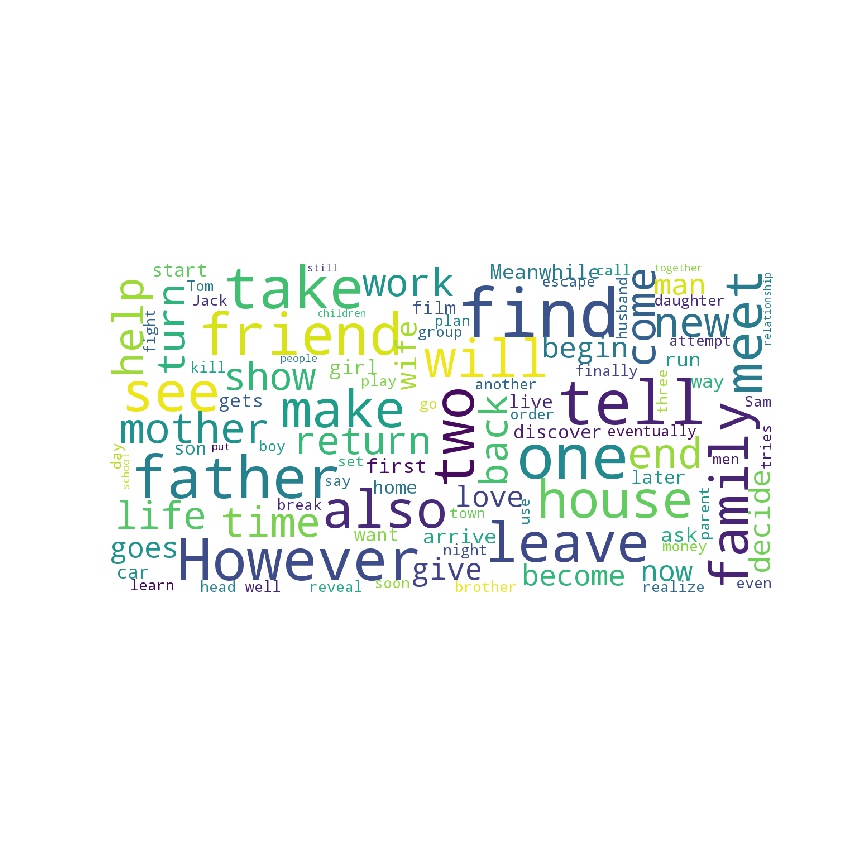 start
still
Meanwhile
call
together
help
Tom
take
work
escape
husband
come
man
meet
relationship
Jack
turn
children
film
find
daughter
fight
friend
wife
plan
group
new
attempt
people
will
begin
run
kill
girl
finally
see
show
play
another
way
gets
make
go
two
live
tell
three
Sam
mother
order
family
son
put
boy
return
back
discover
eventually
tries
day
school
father
set
first
one
end
men
say
home
later
life
time
break
also
love
use
house
parent
decide
town
want
arrive
ask
goes
However
night
leave
money
car
give
become
now
learn
head
well
reveal
soon
brother
realize
even